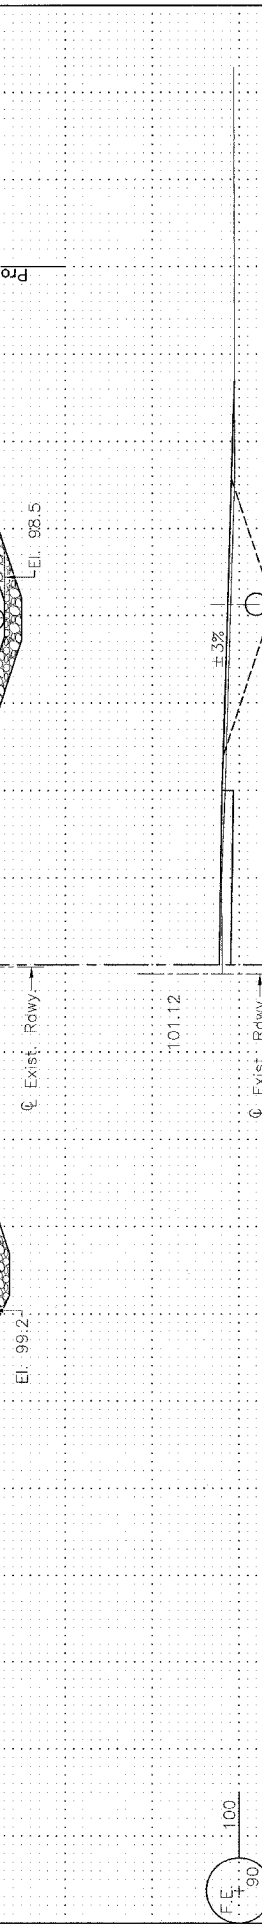 Pro
El. 98.5
℄ Exist. Rdwy.
El. 99.2
±3%
101.12
℄ Exist. Rdwy
100
F.E.
90